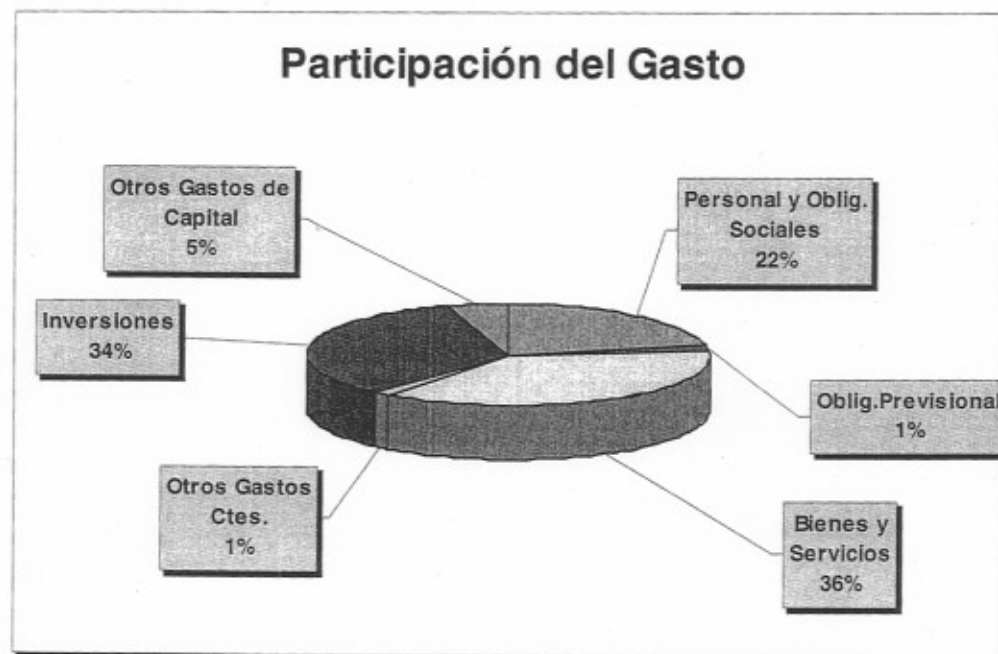 Participación del Gasto
Otros Gastos de
Capital
5%
Personal y Oblig.
Sociales
22%
Inversiones
34%
Oblig.Previsional
1%
Otros Gastos
Ctes.
1%
Bienes y
Servicios
36%